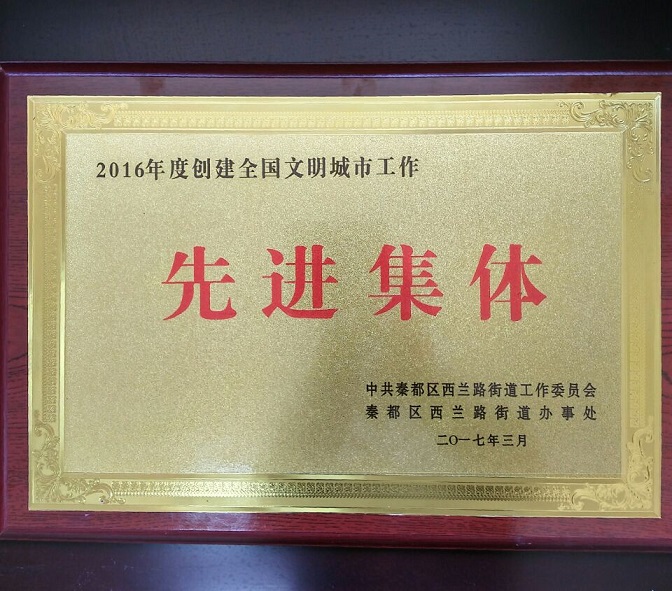 2016年度创建全国文明城市工作
先进集体
中共秦都区西兰路街道工作委员会
秦都区西兰路街道办事处
二〇一七年三月